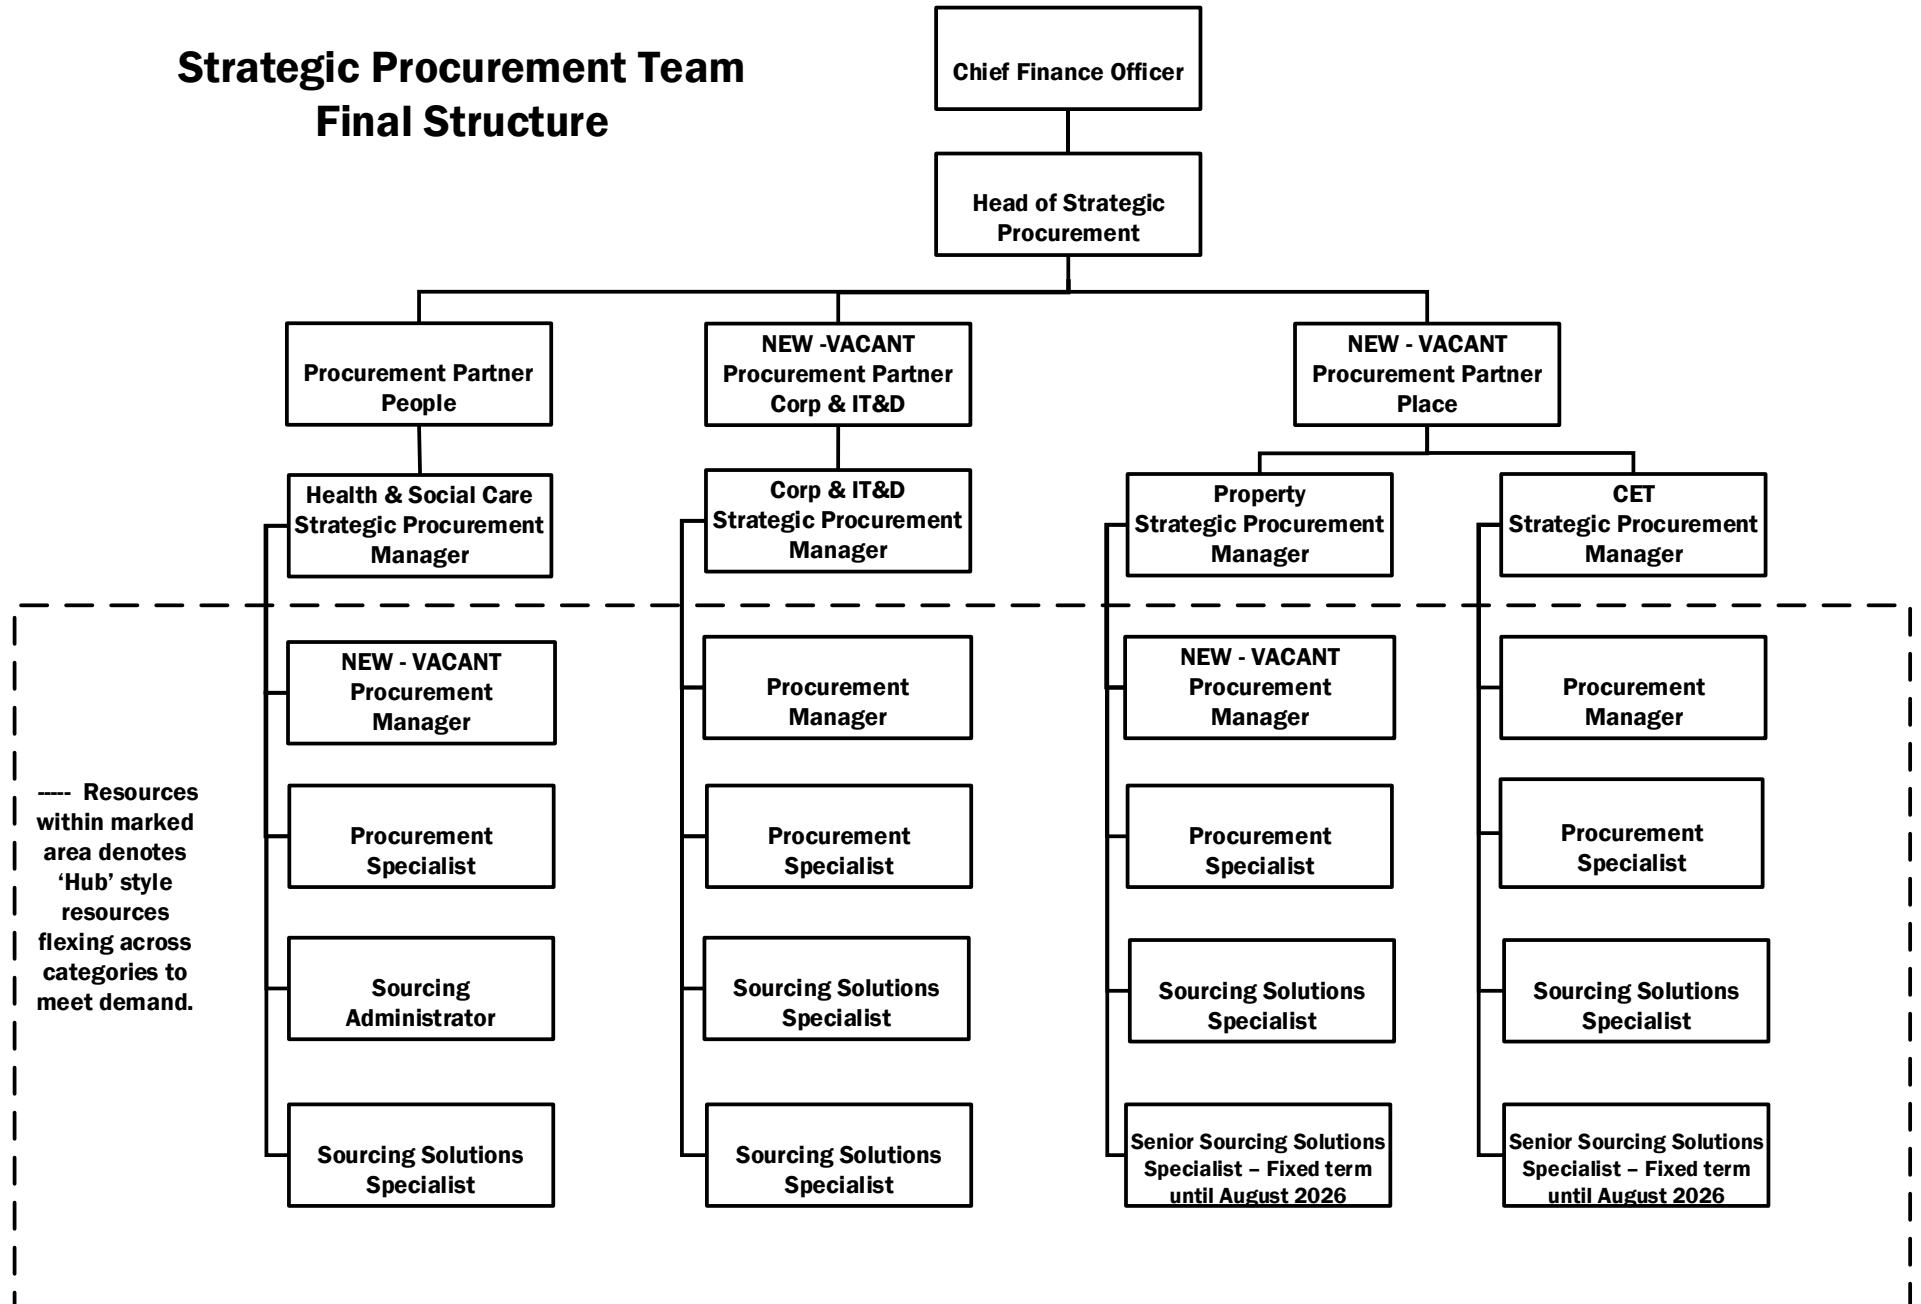 Strategic Procurement Team
Final Structure
Chief Finance Officer
Head of Strategic
Procurement
Procurement Partner
People
NEW -VACANT
Procurement Partner
Corp & IT&D
NEW - VACANT
Procurement Partner
Place
Health & Social Care
Strategic Procurement
Manager
Corp & IT&D
Strategic Procurement
Manager
Property
Strategic Procurement
Manager
CET
Strategic Procurement
Manager
NEW - VACANT
Procurement
Manager
Procurement
Manager
NEW - VACANT
Procurement
Manager
Procurement
Manager
----- Resources
within marked
area denotes
‘Hub’ style
resources
flexing across
categories to
meet demand.
Procurement
Specialist
Procurement
Specialist
Procurement
Specialist
Procurement
Specialist
Sourcing
Administrator
Sourcing Solutions
Specialist
Sourcing Solutions
Specialist
Sourcing Solutions
Specialist
Sourcing Solutions
Specialist
Sourcing Solutions
Specialist
Senior Sourcing Solutions
Specialist – Fixed term
until August 2026
Senior Sourcing Solutions
Specialist – Fixed term
until August 2026